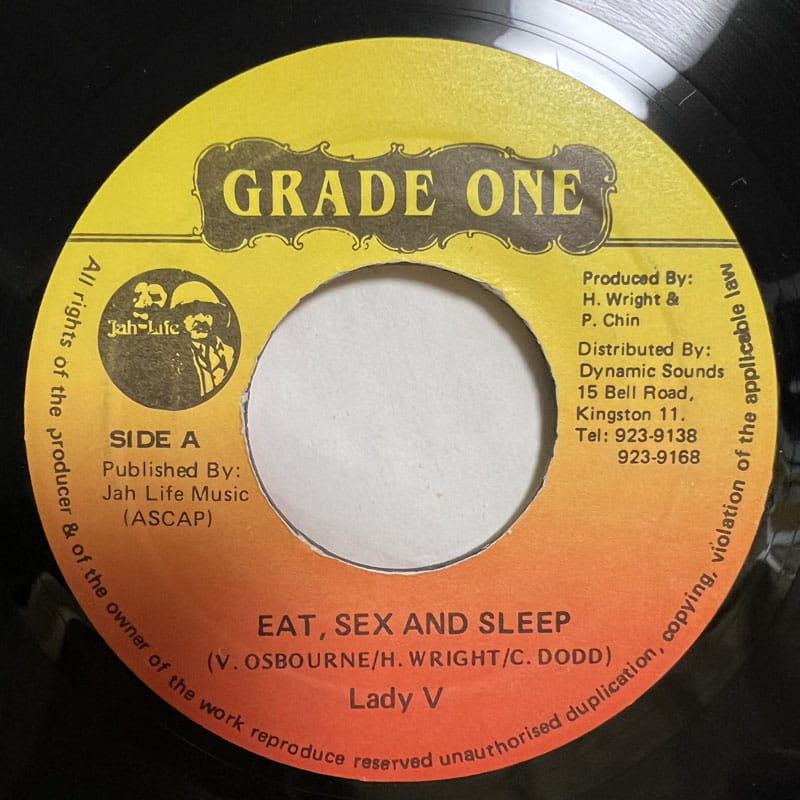 GRADE ONE
Jah-Life
SIDE A
Published By:
Jah Life Music
(ASCAP)
Produced By:
H. Wright &
P. Chin
Distributed By:
Dynamic Sounds
15 Bell Road,
Kingston 11.
Tel: 923-9138
923-9168
EAT, SEX AND SLEEP
(V. OSBOURNE/H. WRIGHT/C. DODD)
Lady V
All rights of the producer & of the owner of the work reproduce reserved unauthorised duplication, copying, violation of the applicable law